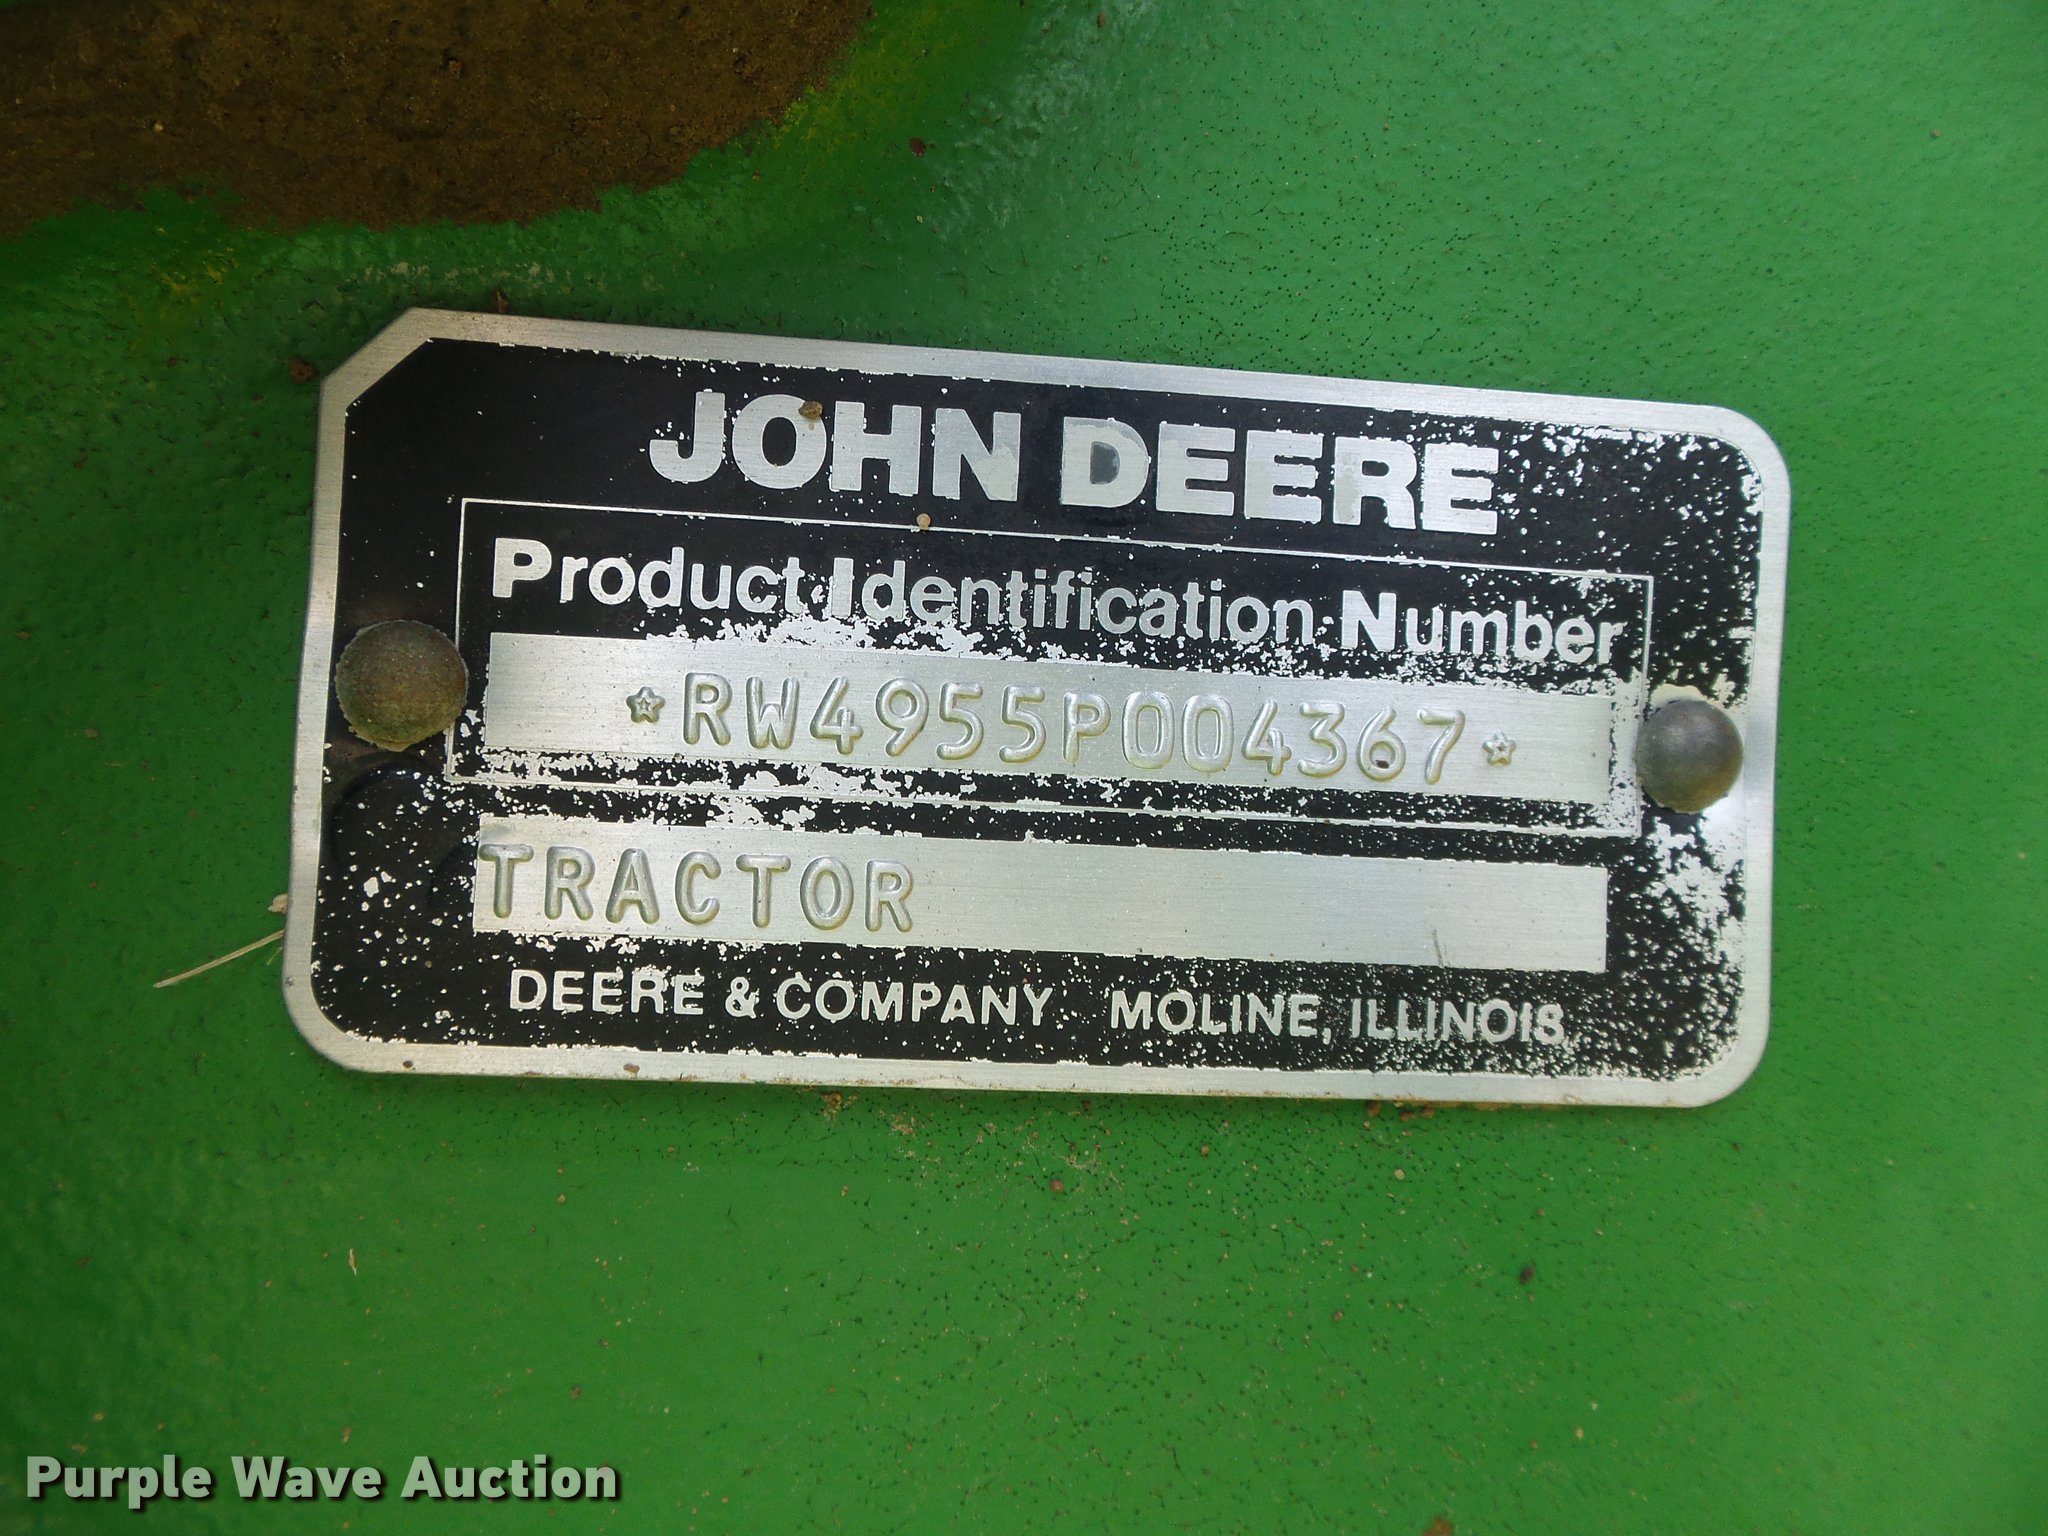 JOHN DEERE
Product Identification Number
*RW4955P004367*
TRACTOR
DEERE & COMPANY MOLINE, ILLINOIS
Purple Wave Auction